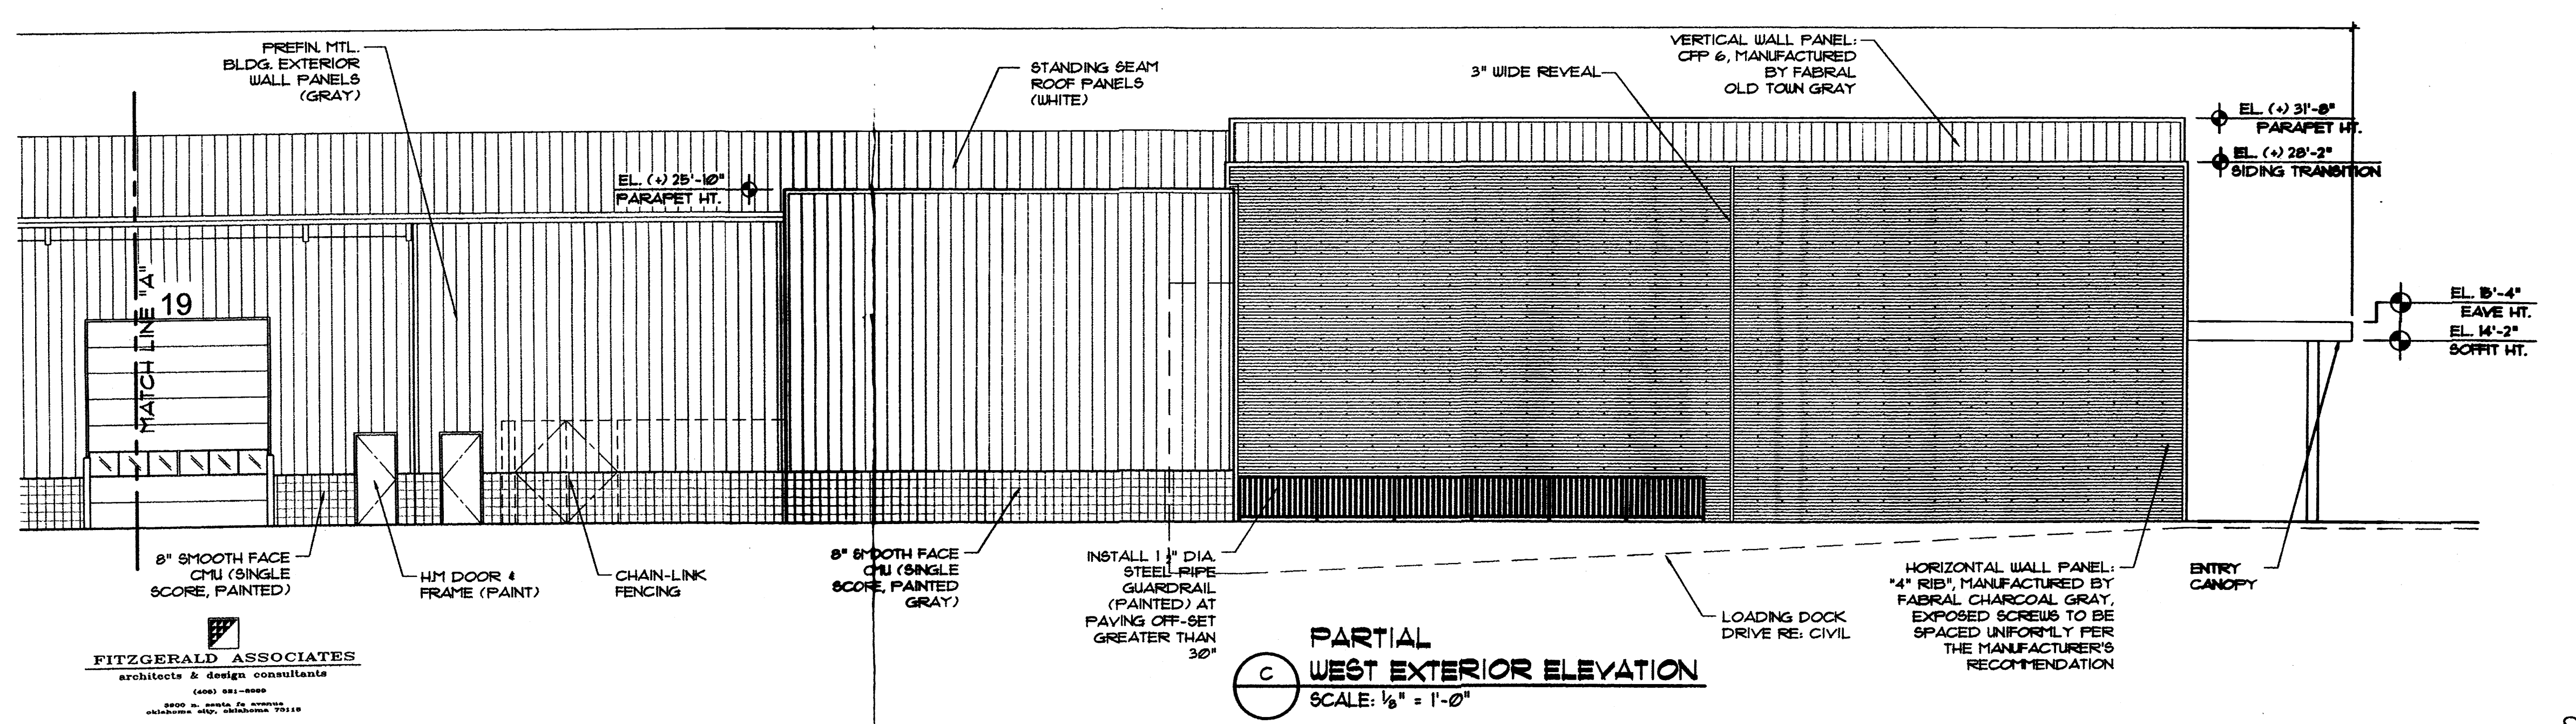 PREFIN. MTL.
BLDG. EXTERIOR
WALL PANELS
(GRAY)
STANDING SEAM
ROOF PANELS
(WHITE)
3" WIDE REVEAL
VERTICAL WALL PANEL:
CFP 6, MANUFACTURED
BY FABRAL
OLD TOWN GRAY
EL. (+) 31'-8"
PARAPET HT.
EL. (+) 28'-2"
SIDING TRANSITION
EL. (+) 25'-10"
PARAPET HT.
MATCH LINE "A"
19
EL. 15'-4"
EAVE HT.
EL. 14'-2"
SOFFIT HT.
8" SMOOTH FACE
CMU (SINGLE
SCORE, PAINTED)
HM DOOR &
FRAME (PAINT)
CHAIN-LINK
FENCING
8" SMOOTH FACE
CMU (SINGLE
SCORE, PAINTED
GRAY)
INSTALL 1 ½" DIA.
STEEL PIPE
GUARDRAIL
(PAINTED) AT
PAVING OFF-SET
GREATER THAN
30"
LOADING DOCK
DRIVE RE: CIVIL
HORIZONTAL WALL PANEL:
"4" RIB", MANUFACTURED BY
FABRAL CHARCOAL GRAY,
EXPOSED SCREWS TO BE
SPACED UNIFORMLY PER
THE MANUFACTURER'S
RECOMMENDATION
ENTRY
CANOPY
FITZGERALD ASSOCIATES
architects & design consultants
oklahoma city, oklahoma 73118
C
PARTIAL
WEST EXTERIOR ELEVATION
SCALE: ⅛" = 1'-0"